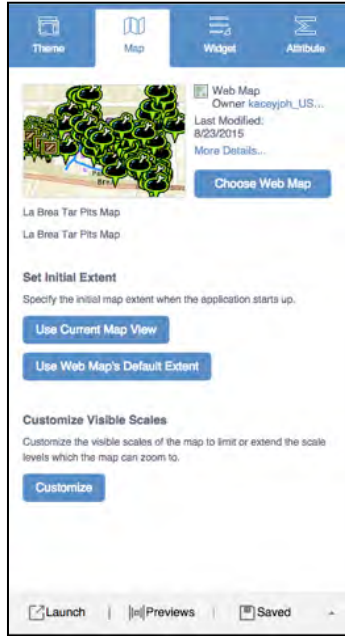 Theme Map Widget Attribute
Web Map
Owner kaceyjoh_US...
Last Modified:
8/23/2015
More Details...
Choose Web Map
La Brea Tar Pits Map
La Brea Tar Pits Map
Set Initial Extent
Specify the initial map extent when the application starts up.
Use Current Map View
Use Web Map's Default Extent
Customize Visible Scales
Customize the visible scales of the map to limit or extend the scale
levels which the map can zoom to.
Customize
Launch | Previews | Saved